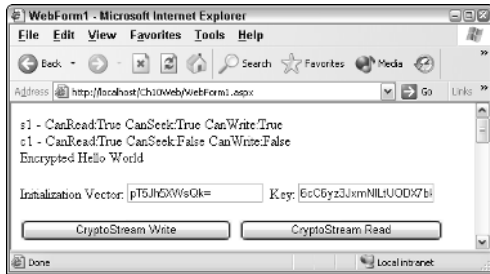 WebForm1 - Microsoft Internet Explorer
File Edit View Favorites Tools Help
Back Search Favorites Media
Address http://localhost/Ch10Web/WebForm1.aspx Go Links
s1 - CanRead:True CanSeek:True CanWrite:True
c1 - CanRead:True CanSeek:False CanWrite:False
Encrypted Hello World
Initialization Vector: pT5Jh5XWsQk= Key:
CryptoStream Write CryptoStream Read
Done Local intranet